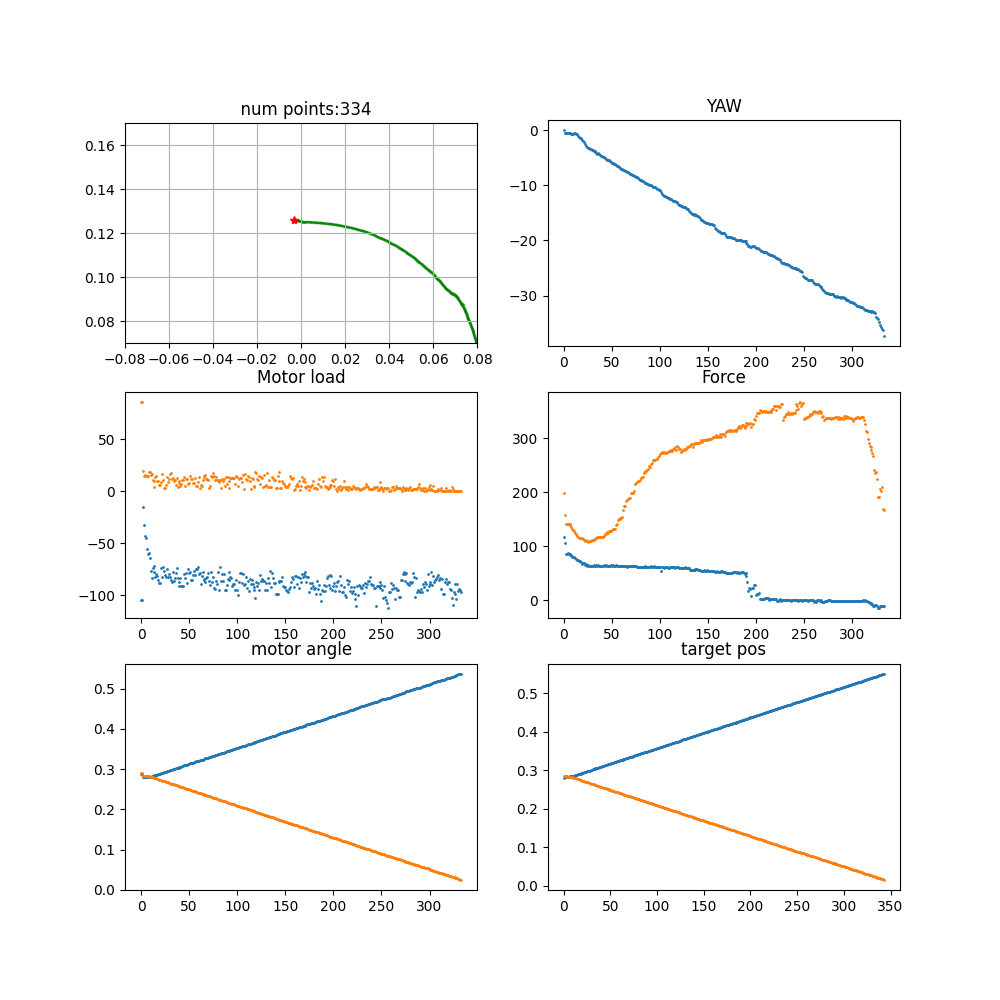 num points:334
0.16
0.14
0.12
0.10
0.08
−0.08 −0.06 −0.04 −0.02 0.00 0.02 0.04 0.06 0.08
YAW
0
−10
−20
−30
0 50 100 150 200 250 300
Motor load
50
0
−50
−100
0 50 100 150 200 250 300
Force
300
200
100
0
0 50 100 150 200 250 300
motor angle
0.5
0.4
0.3
0.2
0.1
0.0
0 50 100 150 200 250 300
target pos
0.5
0.4
0.3
0.2
0.1
0.0
0 50 100 150 200 250 300 350